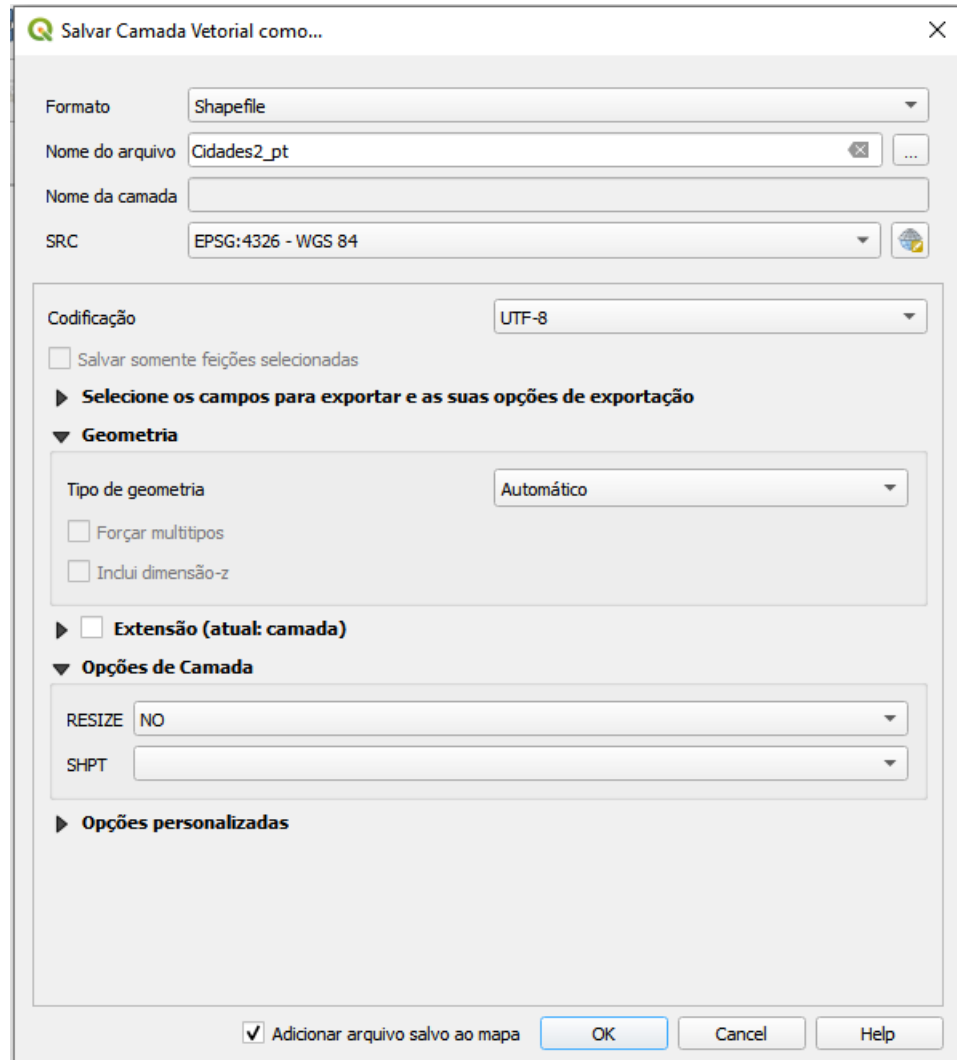 Salvar Camada Vetorial como...
Formato Shapefile
Nome do arquivo Cidades2_pt ...
Nome da camada
SRC EPSG:4326 - WGS 84
Codificação UTF-8
Salvar somente feições selecionadas
Selecione os campos para exportar e as suas opções de exportação
Geometria
Tipo de geometria Automático
Forçar multitipos
Inclui dimensão-z
Extensão (atual: camada)
Opções de Camada
RESIZE NO
SHPT
Opções personalizadas
Adicionar arquivo salvo ao mapa OK Cancel Help